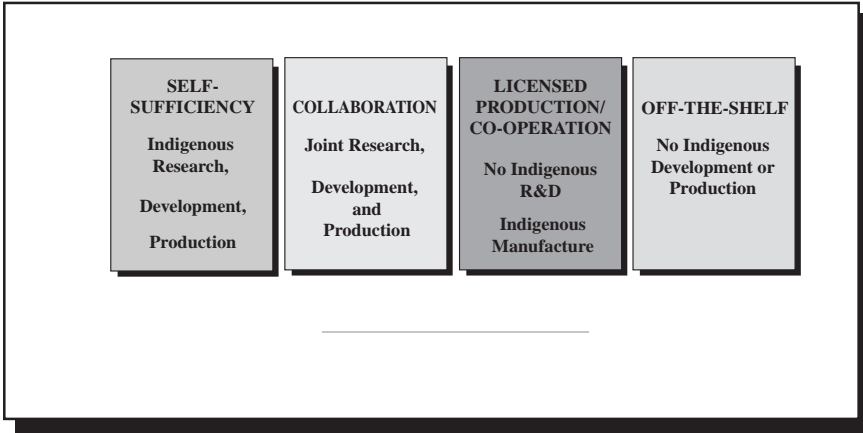 SELF-
SUFFICIENCY
Indigenous
Research,
Development,
Production
COLLABORATION
Joint Research,
Development,
and
Production
LICENSED
PRODUCTION/
CO-OPERATION
No Indigenous
R&D
Indigenous
Manufacture
OFF-THE-SHELF
No Indigenous
Development or
Production